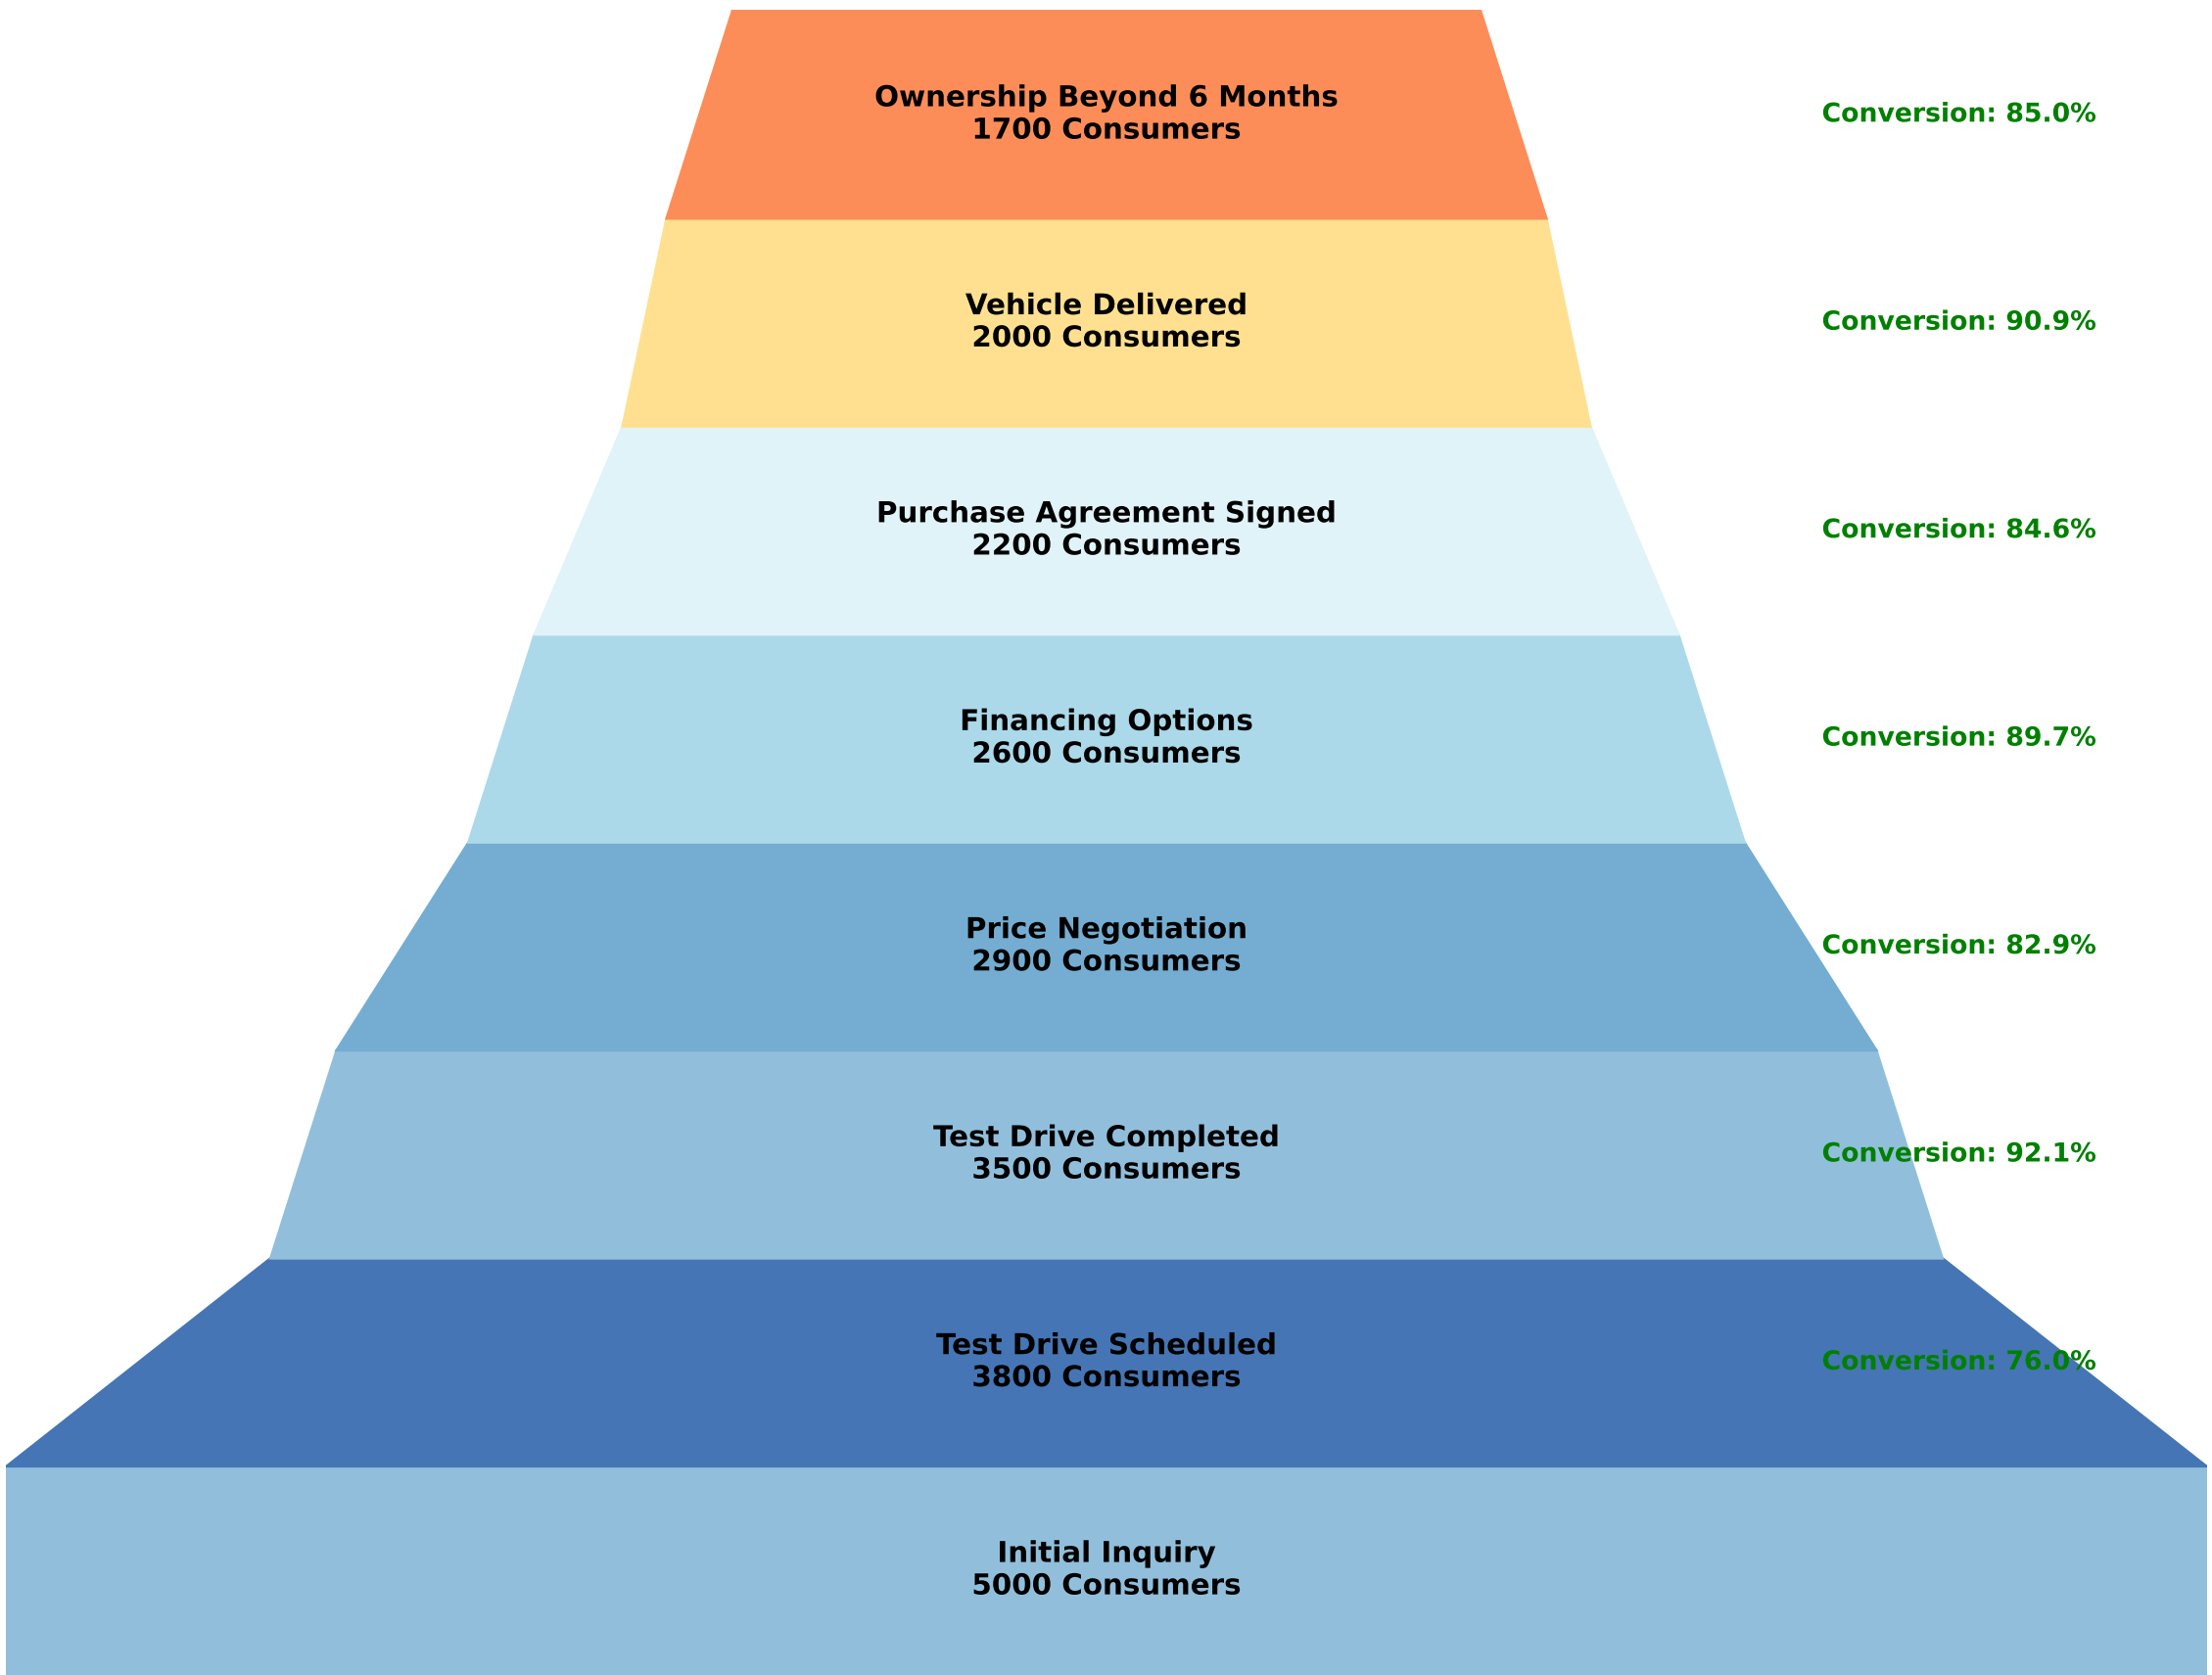 Ownership Beyond 6 Months
1700 Consumers
Conversion: 85.0%
Vehicle Delivered
2000 Consumers
Conversion: 90.9%
Purchase Agreement Signed
2200 Consumers
Conversion: 84.6%
Financing Options
2600 Consumers
Conversion: 89.7%
Price Negotiation
2900 Consumers
Conversion: 82.9%
Test Drive Completed
3500 Consumers
Conversion: 92.1%
Test Drive Scheduled
3800 Consumers
Conversion: 76.0%
Initial Inquiry
5000 Consumers